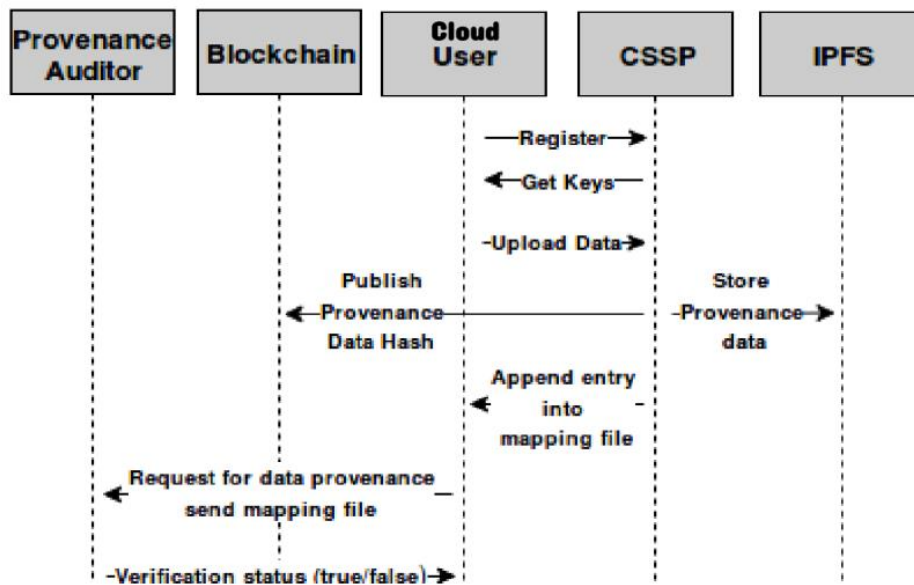 Provenance
Auditor
Blockchain
Cloud
User
CSSP
IPFS
Register
Get Keys
Upload Data
Publish
Provenance
Data Hash
Store
Provenance
data
Append entry
into
mapping file
Request for data provenance
send mapping file
Verification status (true/false)